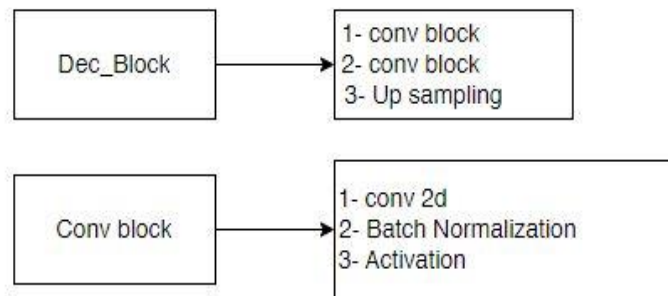 Dec_Block
1- conv block
2- conv block
3- Up sampling
Conv block
1- conv 2d
2- Batch Normalization
3- Activation